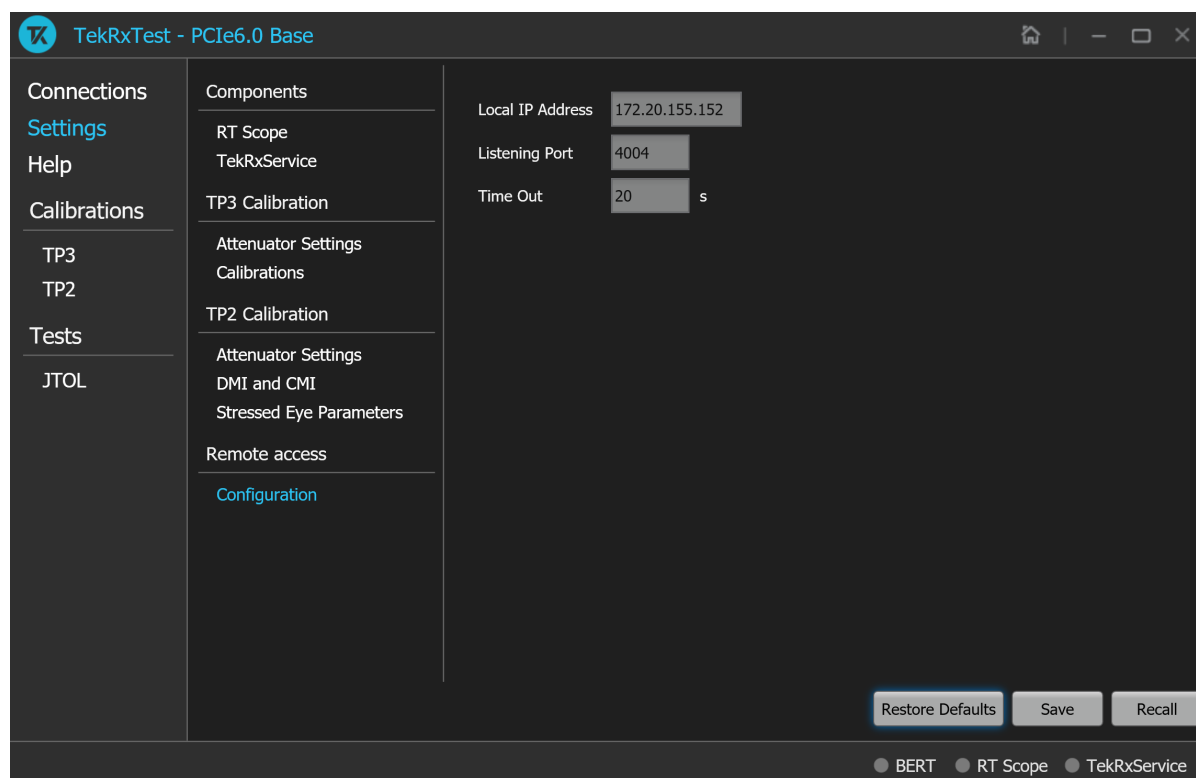 TekRxTest - PCIe6.0 Base
Connections
Settings
Help
Calibrations
TP3
TP2
Tests
JTOL
Components
RT Scope
TekRxService
TP3 Calibration
Attenuator Settings
Calibrations
TP2 Calibration
Attenuator Settings
DMI and CMI
Stressed Eye Parameters
Remote access
Configuration
Local IP Address 172.20.155.152
Listening Port 4004
Time Out 20 s
Restore Defaults Save Recall
BERT RT Scope TekRxService